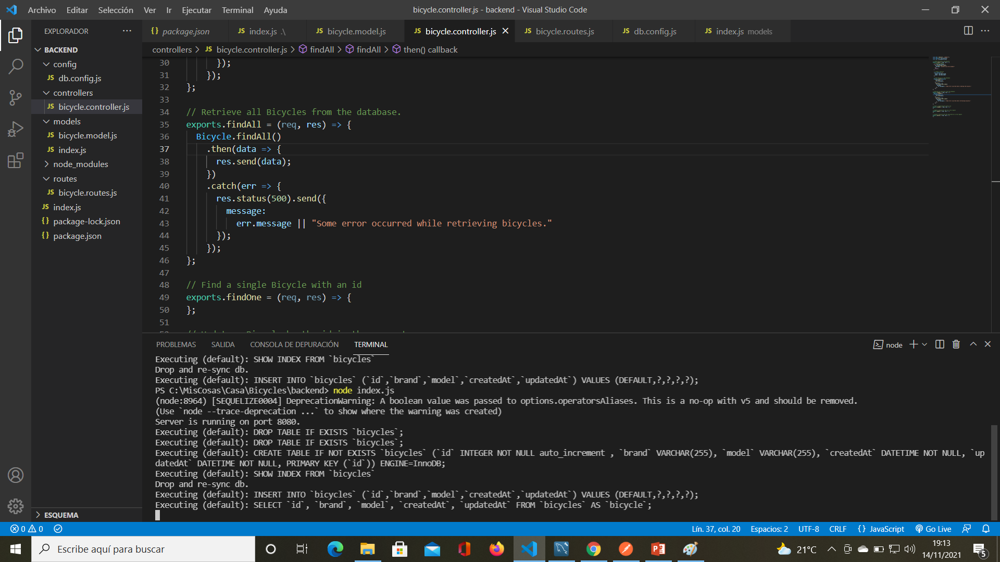 Archivo Editar Selección Ver Ir Ejecutar Terminal Ayuda
bicycle.controller.js - backend - Visual Studio Code
EXPLORADOR
{} package.json
JS index.js .\
JS bicycle.model.js
JS bicycle.controller.js
JS bicycle.routes.js
JS db.config.js
JS index.js models
BACKEND
config
JS db.config.js
controllers
JS bicycle.controller.js
models
JS bicycle.model.js
JS index.js
node_modules
routes
JS bicycle.routes.js
JS index.js
{} package-lock.json
{} package.json
ESQUEMA
controllers > JS bicycle.controller.js > findAll > findAll > then() callback
30 });
31 });
32 };
33
34 // Retrieve all Bicycles from the database.
35 exports.findAll = (req, res) => {
36 Bicycle.findAll()
37 .then(data => {
38 res.send(data);
39 })
40 .catch(err => {
41 res.status(500).send({
42 message:
43 err.message || "Some error occurred while retrieving bicycles."
44 });
45 });
46 };
47
48 // Find a single Bicycle with an id
49 exports.findOne = (req, res) => {
50 };
51
PROBLEMAS SALIDA CONSOLA DE DEPURACIÓN TERMINAL
node
Executing (default): SHOW INDEX FROM `bicycles`
Drop and re-sync db.
Executing (default): INSERT INTO `bicycles` (`id`,`brand`,`model`,`createdAt`,`updatedAt`) VALUES (DEFAULT,?,?,?,?);
PS C:\MisCosas\Casa\Bicycles\backend> node index.js
(node:8964) [SEQUELIZE0004] DeprecationWarning: A boolean value was passed to options.operatorsAliases. This is a no-op with v5 and should be removed.
(Use `node --trace-deprecation ...` to show where the warning was created)
Server is running on port 8080.
Executing (default): DROP TABLE IF EXISTS `bicycles`;
Executing (default): DROP TABLE IF EXISTS `bicycles`;
Executing (default): CREATE TABLE IF NOT EXISTS `bicycles` (`id` INTEGER NOT NULL auto_increment , `brand` VARCHAR(255), `model` VARCHAR(255), `createdAt` DATETIME NOT NULL, `up
datedAt` DATETIME NOT NULL, PRIMARY KEY (`id`)) ENGINE=InnoDB;
Executing (default): SHOW INDEX FROM `bicycles`
Drop and re-sync db.
Executing (default): INSERT INTO `bicycles` (`id`,`brand`,`model`,`createdAt`,`updatedAt`) VALUES (DEFAULT,?,?,?,?);
Executing (default): SELECT `id`, `brand`, `model`, `createdAt`, `updatedAt` FROM `bicycles` AS `bicycle`;
0 0
Lín. 37, col. 20 Espacios: 2 UTF-8 CRLF {} JavaScript Go Live
Escribe aquí para buscar
21°C
19:13
14/11/2021
5